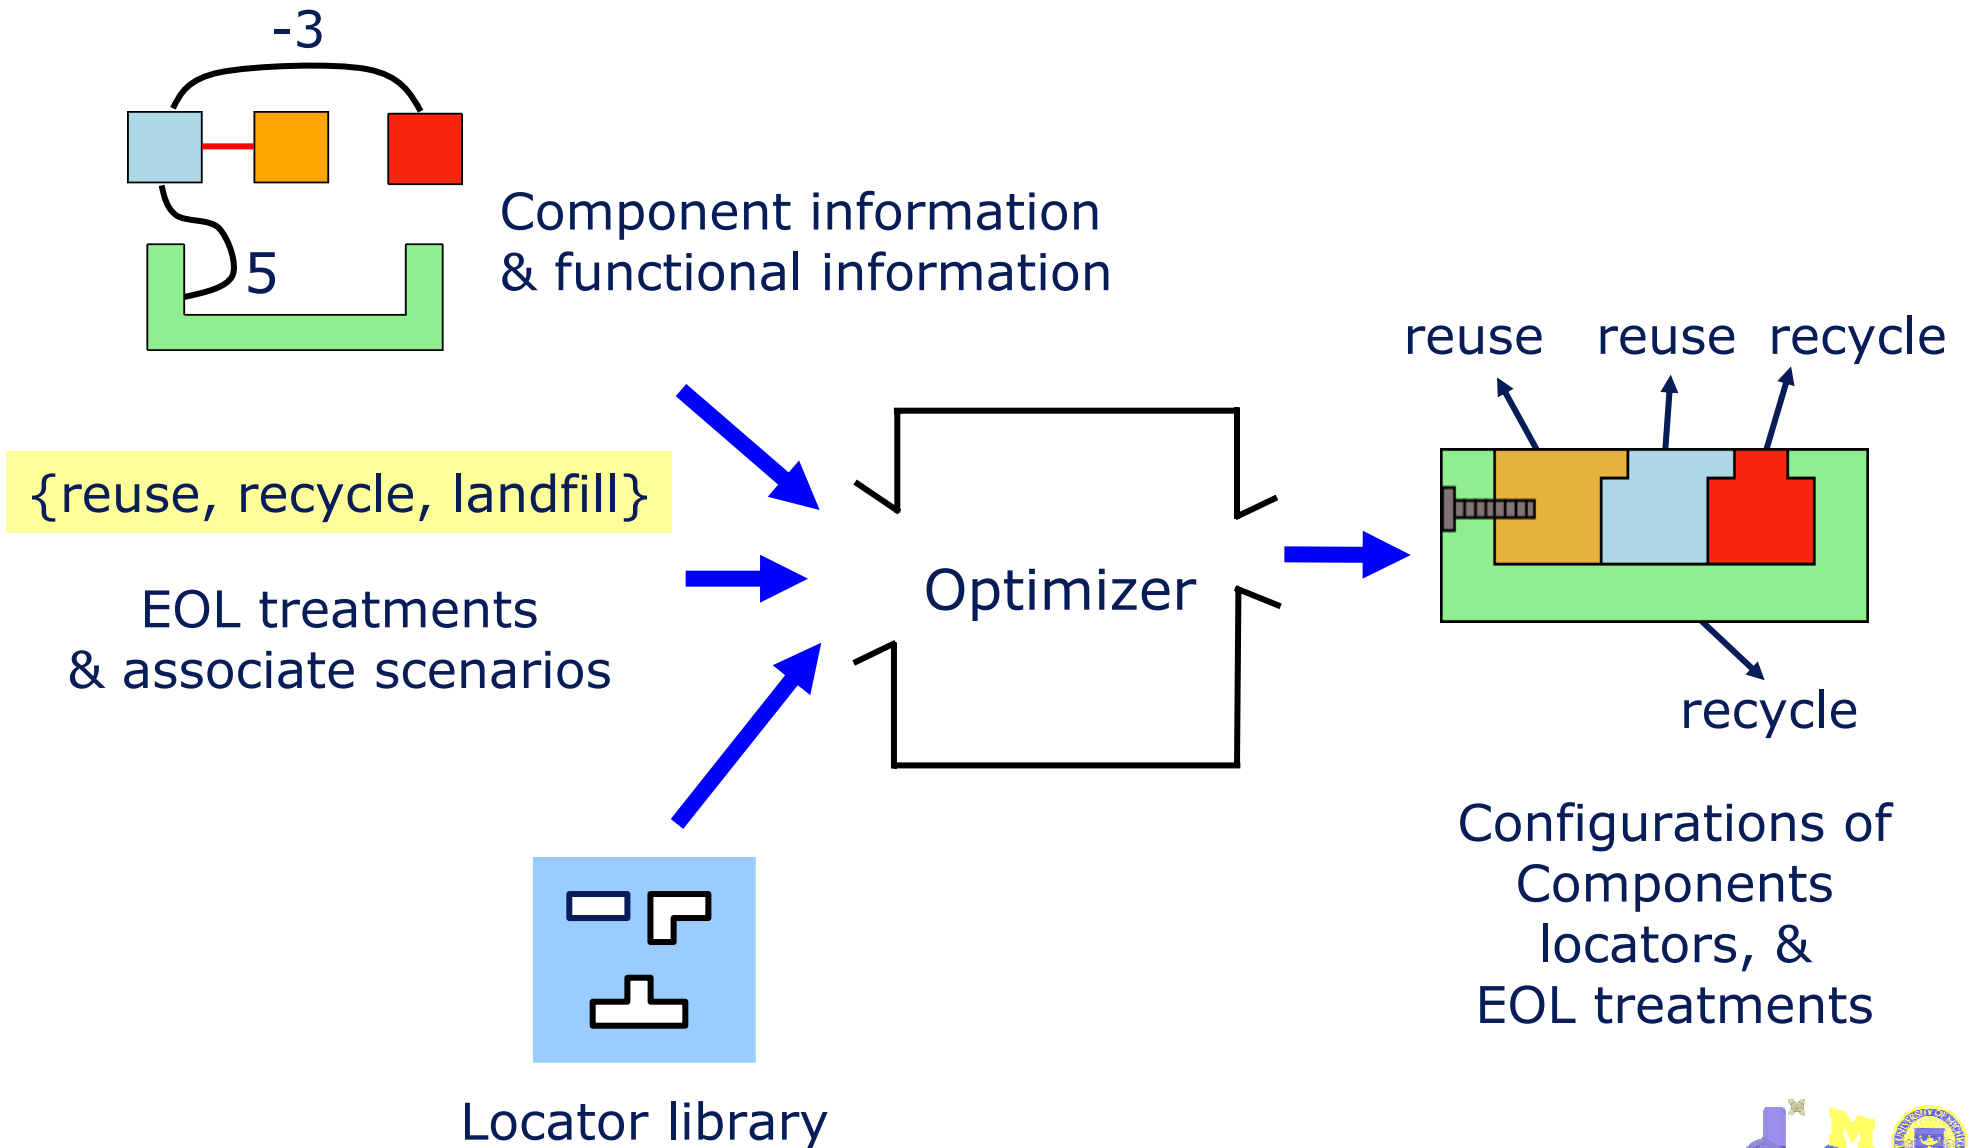 -3
5
Component information
& functional information
{reuse, recycle, landfill}
EOL treatments
& associate scenarios
Locator library
Optimizer
reuse reuse recycle
recycle
Configurations of
Components
locators, &
EOL treatments
M